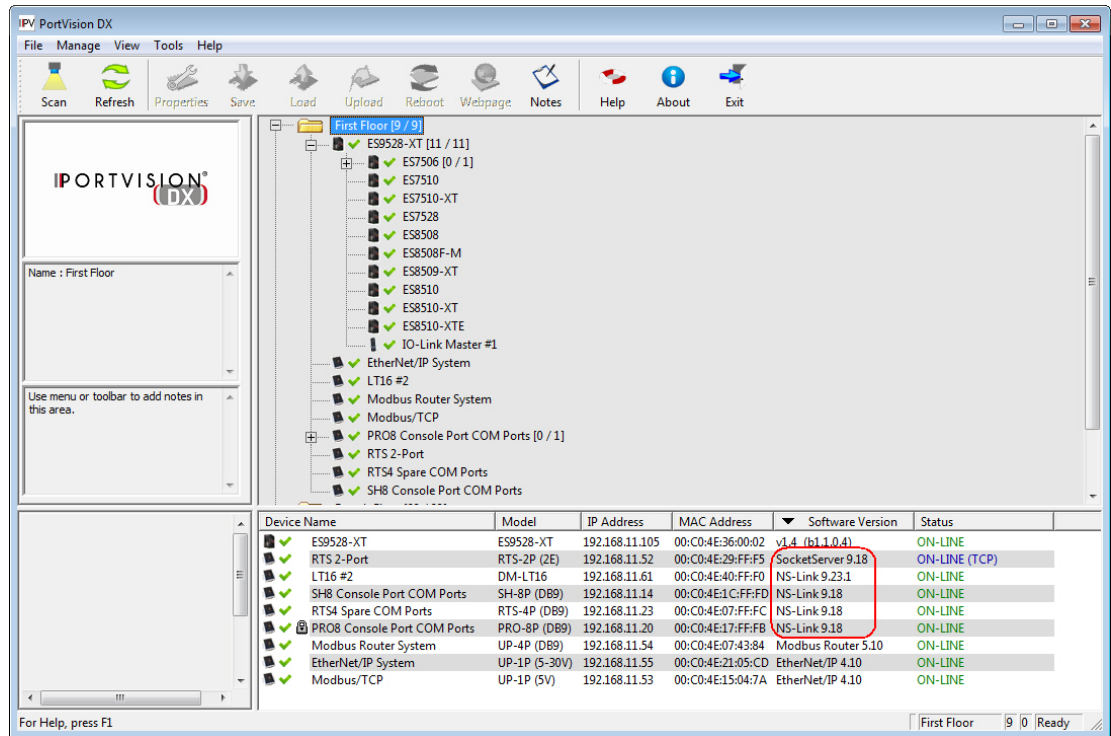 IPV PortVision DX
File Manage View Tools Help
Scan Refresh Properties Save Load Upload Reboot Webpage Notes Help About Exit
PORTVISION®
(DX)
Name : First Floor
Use menu or toolbar to add notes in
this area.
First Floor [9 / 9]
ES9528-XT [11 / 11]
ES7506 [0 / 1]
ES7510
ES7510-XT
ES7528
ES8508
ES8508F-M
ES8509-XT
ES8510
ES8510-XT
ES8510-XTE
IO-Link Master #1
EtherNet/IP System
LT16 #2
Modbus Router System
Modbus/TCP
PRO8 Console Port COM Ports [0 / 1]
RTS 2-Port
RTS4 Spare COM Ports
SH8 Console Port COM Ports
Device Name Model IP Address MAC Address Software Version Status
ES9528-XT ES9528-XT 192.168.11.105 00:C0:4E:36:00:02 v1.4 (b1.1.0.4) ON-LINE
RTS 2-Port RTS-2P (2E) 192.168.11.52 00:C0:4E:29:FF:F5 SocketServer 9.18 ON-LINE (TCP)
LT16 #2 DM-LT16 192.168.11.61 00:C0:4E:40:FF:F0 NS-Link 9.23.1 ON-LINE
SH8 Console Port COM Ports SH-8P (DB9) 192.168.11.14 00:C0:4E:1C:FF:FD NS-Link 9.18 ON-LINE
RTS4 Spare COM Ports RTS-4P (DB9) 192.168.11.23 00:C0:4E:07:FF:FC NS-Link 9.18 ON-LINE
PRO8 Console Port COM Ports PRO-8P (DB9) 192.168.11.20 00:C0:4E:17:FF:FB NS-Link 9.18 ON-LINE
Modbus Router System UP-4P (DB9) 192.168.11.54 00:C0:4E:07:43:84 Modbus Router 5.10 ON-LINE
EtherNet/IP System UP-1P (5-30V) 192.168.11.55 00:C0:4E:21:05:CD EtherNet/IP 4.10 ON-LINE
Modbus/TCP UP-1P (5V) 192.168.11.53 00:C0:4E:15:04:7A EtherNet/IP 4.10 ON-LINE
For Help, press F1 First Floor 9 0 Ready